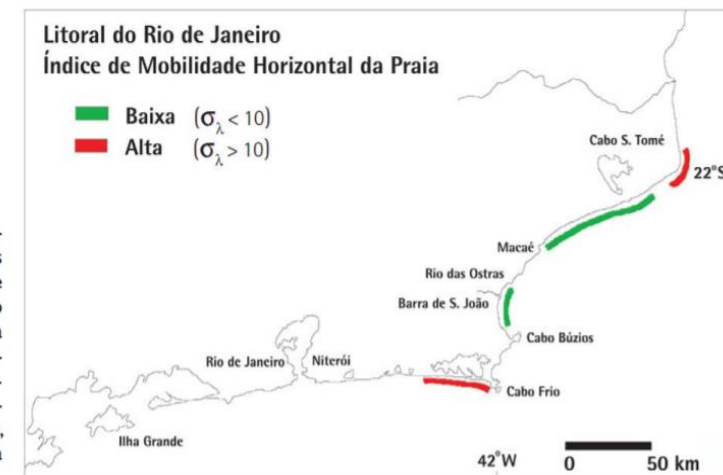 Litoral do Rio de Janeiro
Índice de Mobilidade Horizontal da Praia
Baixa (σλ < 10)
Alta (σλ > 10)
Cabo S. Tomé
22°S
Macaé
Rio das Ostras
Barra de S. João
Cabo Búzios
Rio de Janeiro
Niterói
Cabo Frio
Ilha Grande
42°W
0 50 km